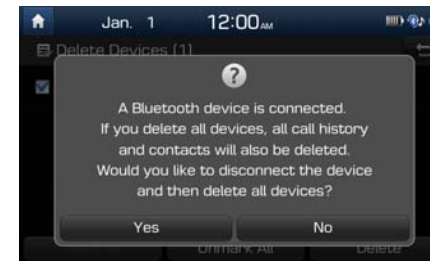 Jan. 1 12:00 AM
Delete Devices (1)
?
A Bluetooth device is connected.
If you delete all devices, all call history
and contacts will also be deleted.
Would you like to disconnect the device
and then delete all devices?
Yes No
Unmark All Delete